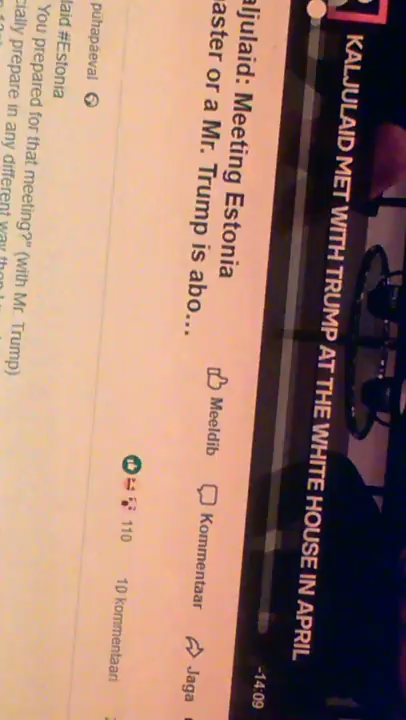 KALJULAID MET WITH TRUMP AT THE WHITE HOUSE IN APRIL
-14:09
aljulaid: Meeting Estonia
aster or a Mr. Trump is abo...
Meeldib
Kommentaar
Jaga
110
10 kommentaari
pühapäeval
laid #Estonia
You prepared for that meeting?" (with Mr. Trump)
cially prepare in any different way than I